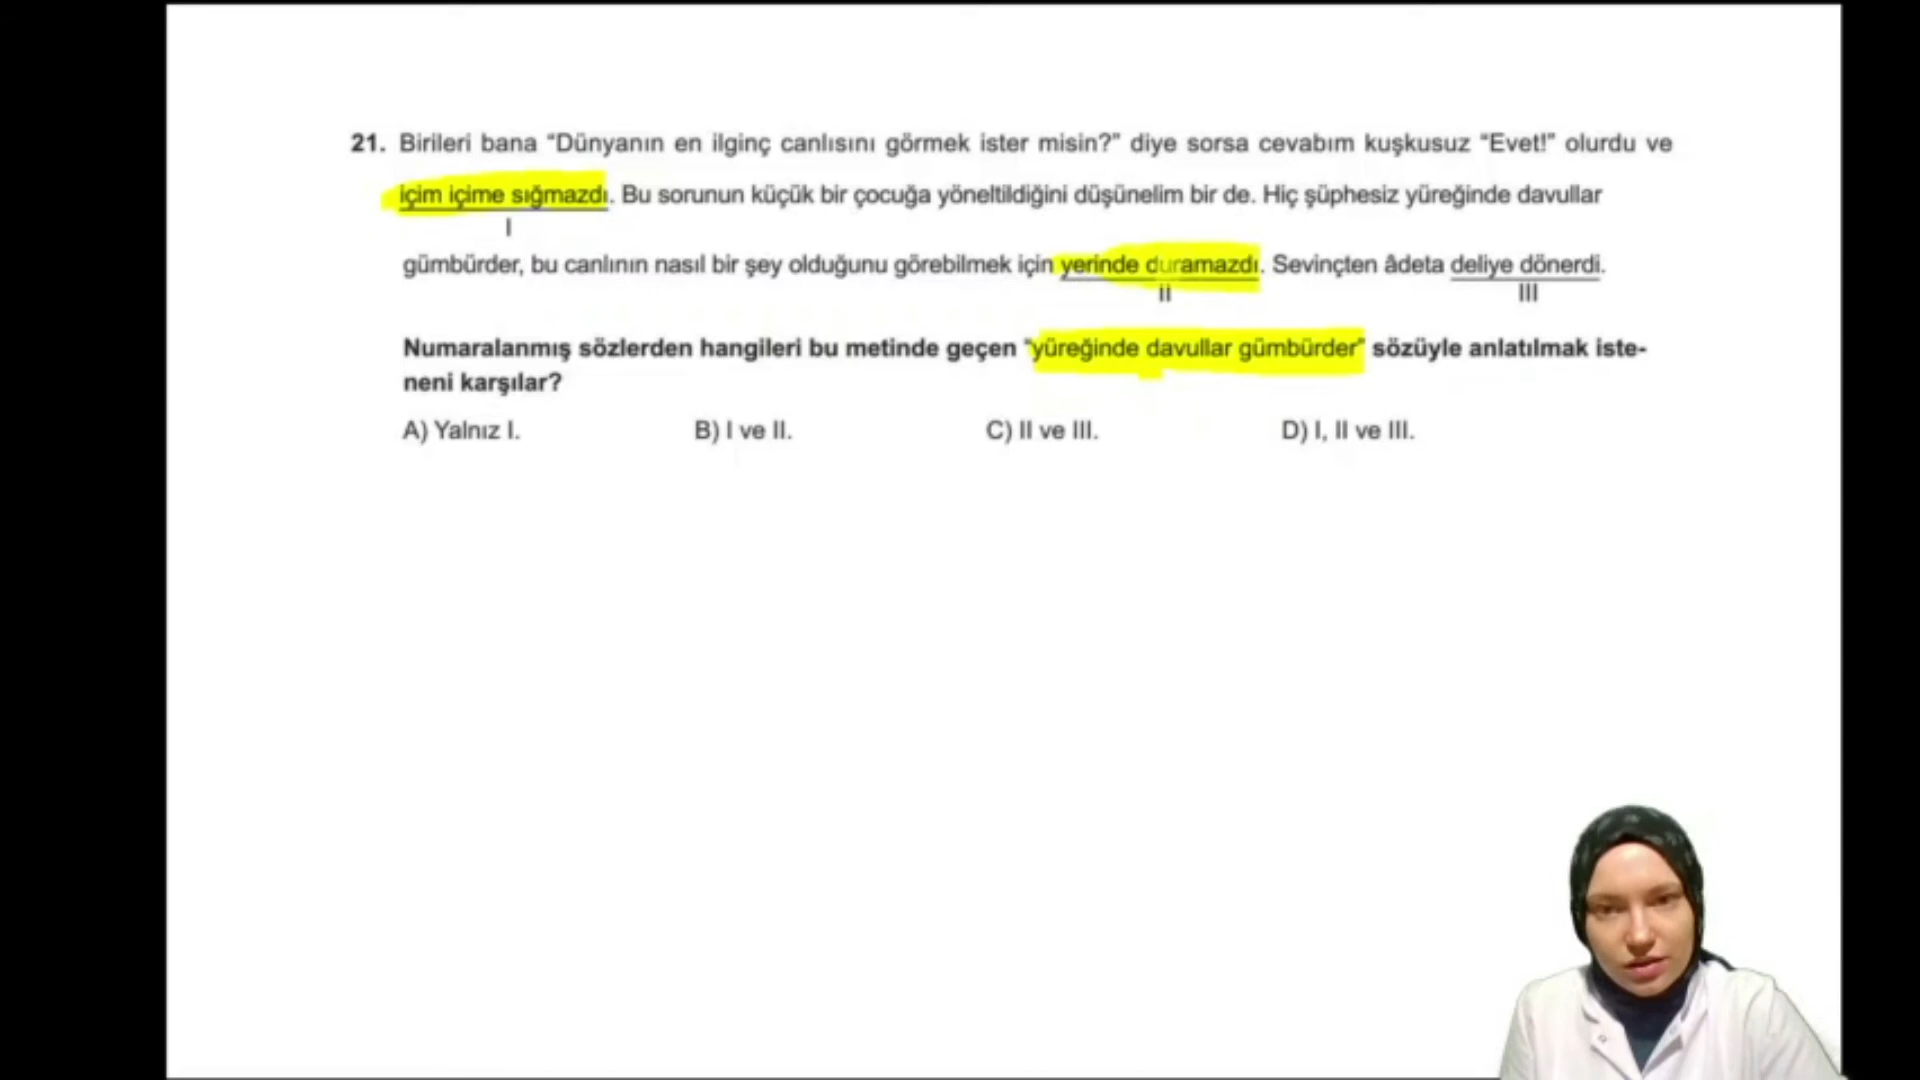 21. Birileri bana “Dünyanın en ilginç canlısını görmek ister misin?” diye sorsa cevabım kuşkusuz “Evet!” olurdu ve
içim içime sığmazdı. Bu sorunun küçük bir çocuğa yöneltildiğini düşünelim bir de. Hiç şüphesiz yüreğinde davullar
I
gümbürder, bu canlının nasıl bir şey olduğunu görebilmek için yerinde duramazdı. Sevinçten âdeta deliye dönerdi.
II III
Numaralanmış sözlerden hangileri bu metinde geçen “yüreğinde davullar gümbürder” sözüyle anlatılmak iste-
neni karşılar?
A) Yalnız I. B) I ve II. C) II ve III. D) I, II ve III.